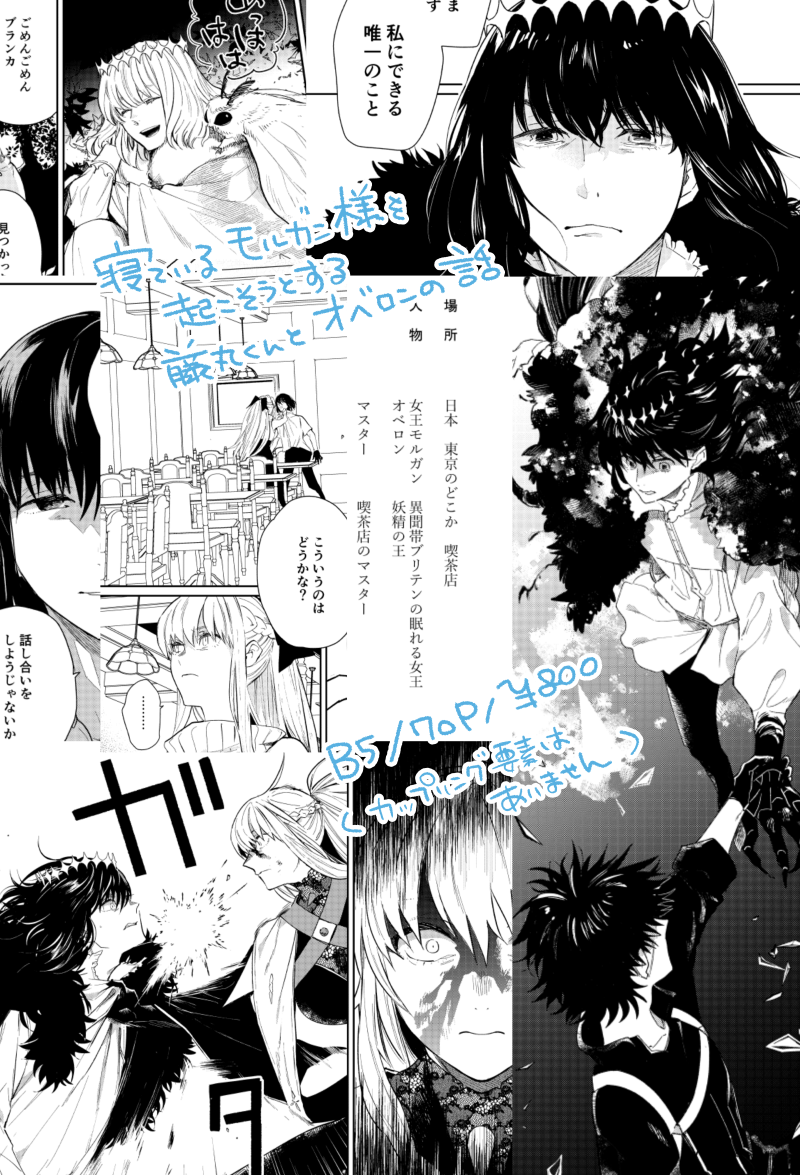 ま
す
私にできる
唯一のこと
あっはは
はは
ごめんごめん
ブランカ
見つかっ
寝ているモルガン様を
起こそうとする
藤丸くんとオベロンの話
場所
日本 東京のどこか 喫茶店
人物
女王モルガン 異聞帯ブリテンの眠れる女王
オベロン 妖精の王
マスター 喫茶店のマスター
こういうのは
どうかな?
………
話し合いを
しようじゃないか
B5/70P/¥800
(カップリング要素は
ありません)
ガ
タ